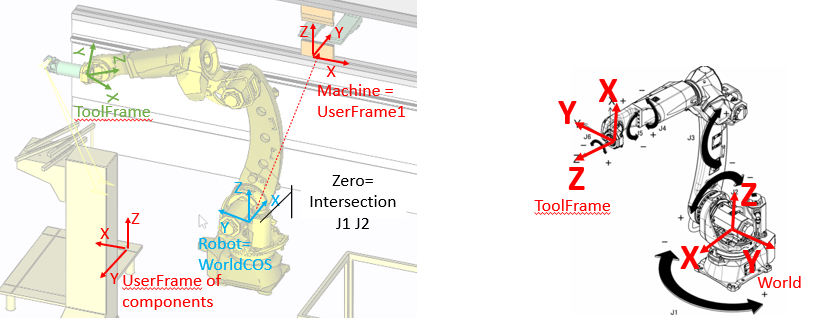 Z
Y
X
Machine =
UserFrame1
Y
Z
X
ToolFrame
Zero=
Intersection
J1 J2
Z
X
Y
Robot=
WorldCOS
Z
X
Y
UserFrame of
components
X
Y
Z
ToolFrame
J6
J5
J4
J3
Z
X
Y
World
J1